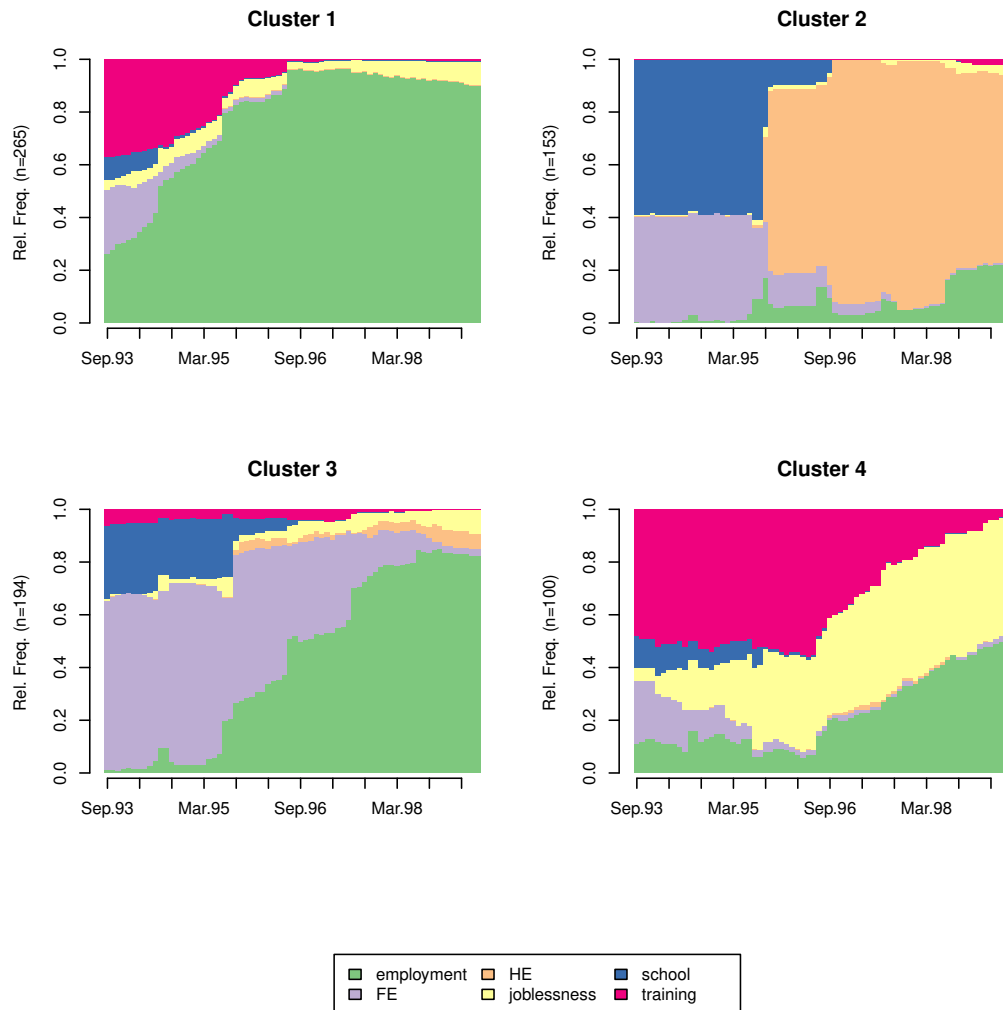 Cluster 1
Rel. Freq. (n=265)
0.0 0.2 0.4 0.6 0.8 1.0
Sep.93 Mar.95 Sep.96 Mar.98
Cluster 2
Rel. Freq. (n=153)
0.0 0.2 0.4 0.6 0.8 1.0
Sep.93 Mar.95 Sep.96 Mar.98
Cluster 3
Rel. Freq. (n=194)
0.0 0.2 0.4 0.6 0.8 1.0
Sep.93 Mar.95 Sep.96 Mar.98
Cluster 4
Rel. Freq. (n=100)
0.0 0.2 0.4 0.6 0.8 1.0
Sep.93 Mar.95 Sep.96 Mar.98
employment HE school
FE joblessness training